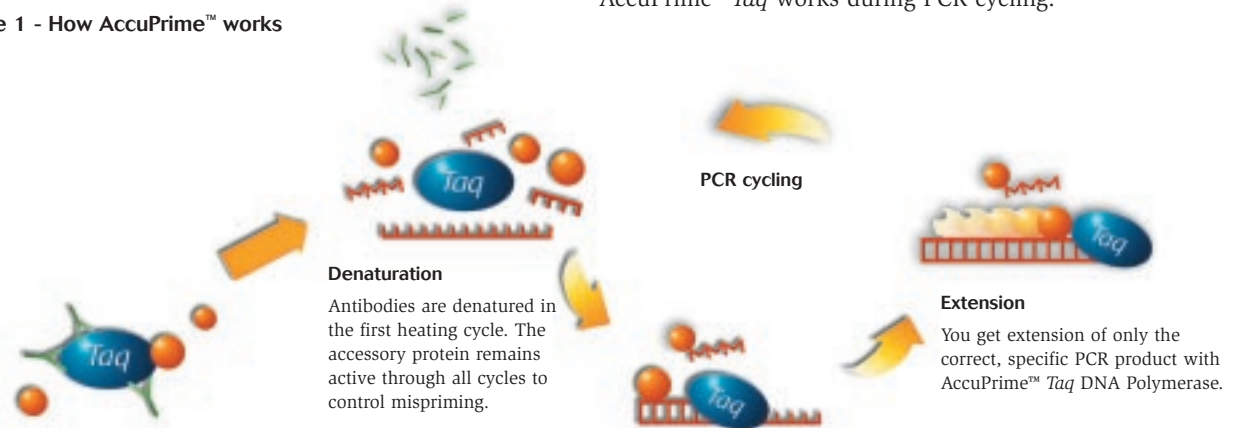 AccuPrime™ Taq works during PCR cycling.
e 1 - How AccuPrime™ works
Taq
PCR cycling
Taq
Denaturation
Antibodies are denatured in
the first heating cycle. The
accessory protein remains
active through all cycles to
control mispriming.
Taq
Taq
Extension
You get extension of only the
correct, specific PCR product with
AccuPrime™ Taq DNA Polymerase.